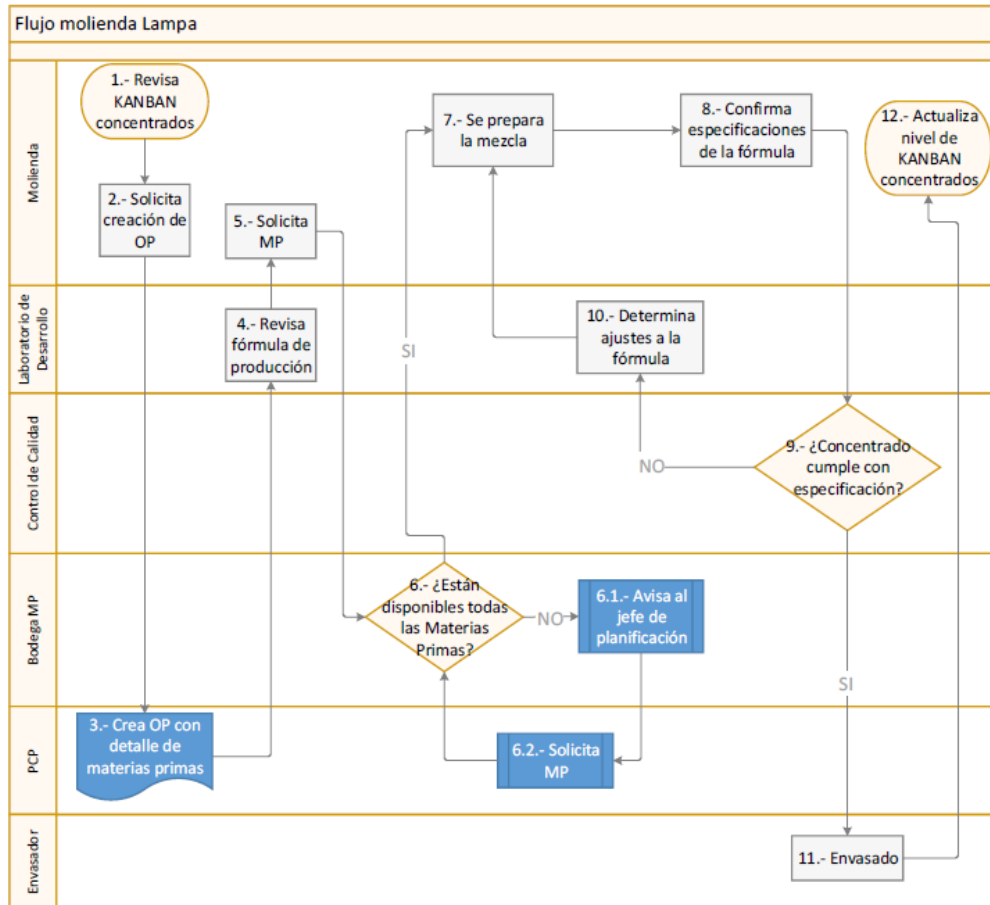 Flujo molienda Lampa
Molienda
1.- Revisa
KANBAN
concentrados
2.- Solicita
creación de
OP
5.- Solicita
MP
7.- Se prepara
la mezcla
8.- Confirma
especificaciones
de la fórmula
12.- Actualiza
nivel de
KANBAN
concentrados
Laboratorio de
Desarrollo
4.- Revisa
fórmula de
producción
SI
10.- Determina
ajustes a la
fórmula
Control de Calidad
NO
9.- ¿Concentrado
cumple con
especificación?
Bodega MP
6.- ¿Están
disponibles todas
las Materias
Primas?
NO
6.1.- Avisa al
jefe de
planificación
SI
PCP
3.- Crea OP con
detalle de
materias primas
6.2.- Solicita
MP
Envasador
11.- Envasado